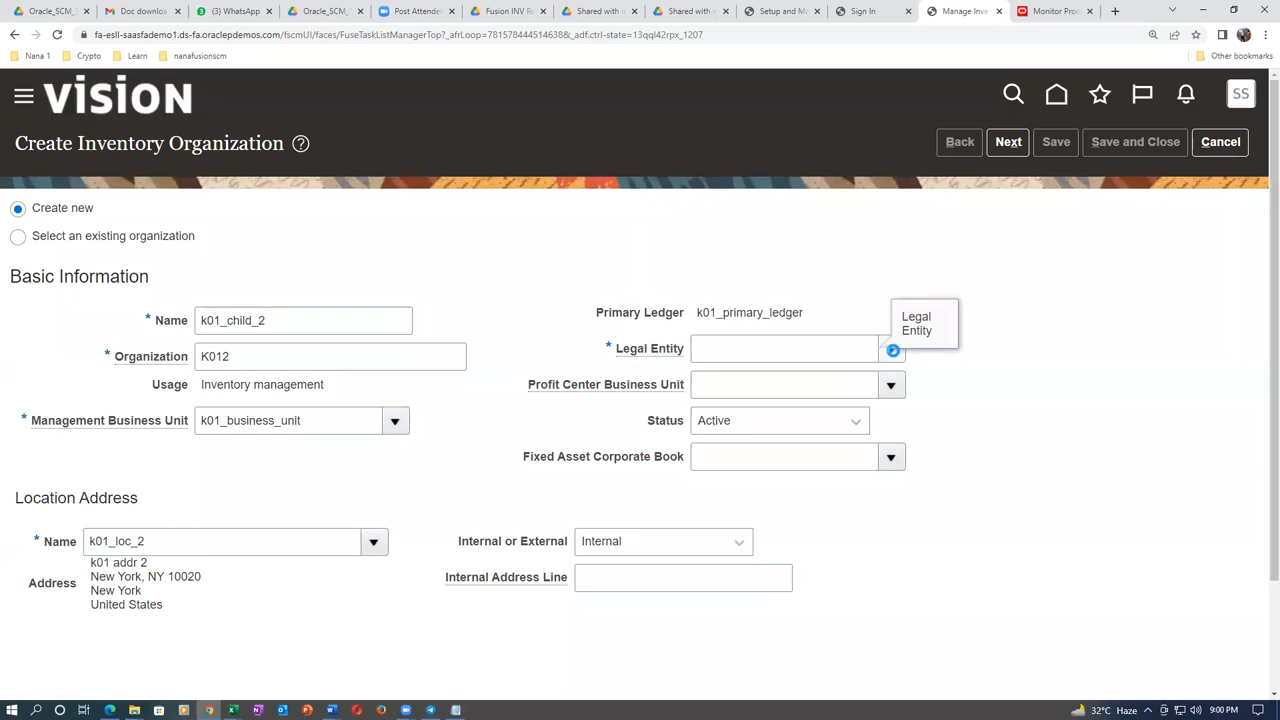 Oracle_SCM_
Doc downloa
(3) WhatsApp
Oracle_SCM_
Post Attende
Fusion INV R
Shared with
Shared with
Setup and M
Sign In
Manage Inve
Monitor Proc
fa-esll-saasfademo1.ds-fa.oraclepdemos.com/fscmUI/faces/FuseTaskListManagerTop?_afrLoop=78157844514638&_adf.ctrl-state=13qql42rpx_1207
Nana 1
Crypto
Learn
nanafusionscm
Other bookmarks
VISION
SS
Create Inventory Organization
Back
Next
Save
Save and Close
Cancel
Create new
Select an existing organization
Basic Information
* Name k01_child_2
* Organization K012
Usage Inventory management
* Management Business Unit k01_business_unit
Primary Ledger k01_primary_ledger
* Legal Entity
Legal
Entity
Profit Center Business Unit
Status Active
Fixed Asset Corporate Book
Location Address
* Name k01_loc_2
Address
k01 addr 2
New York, NY 10020
New York
United States
Internal or External Internal
Internal Address Line
32°C Haze
9:00 PM